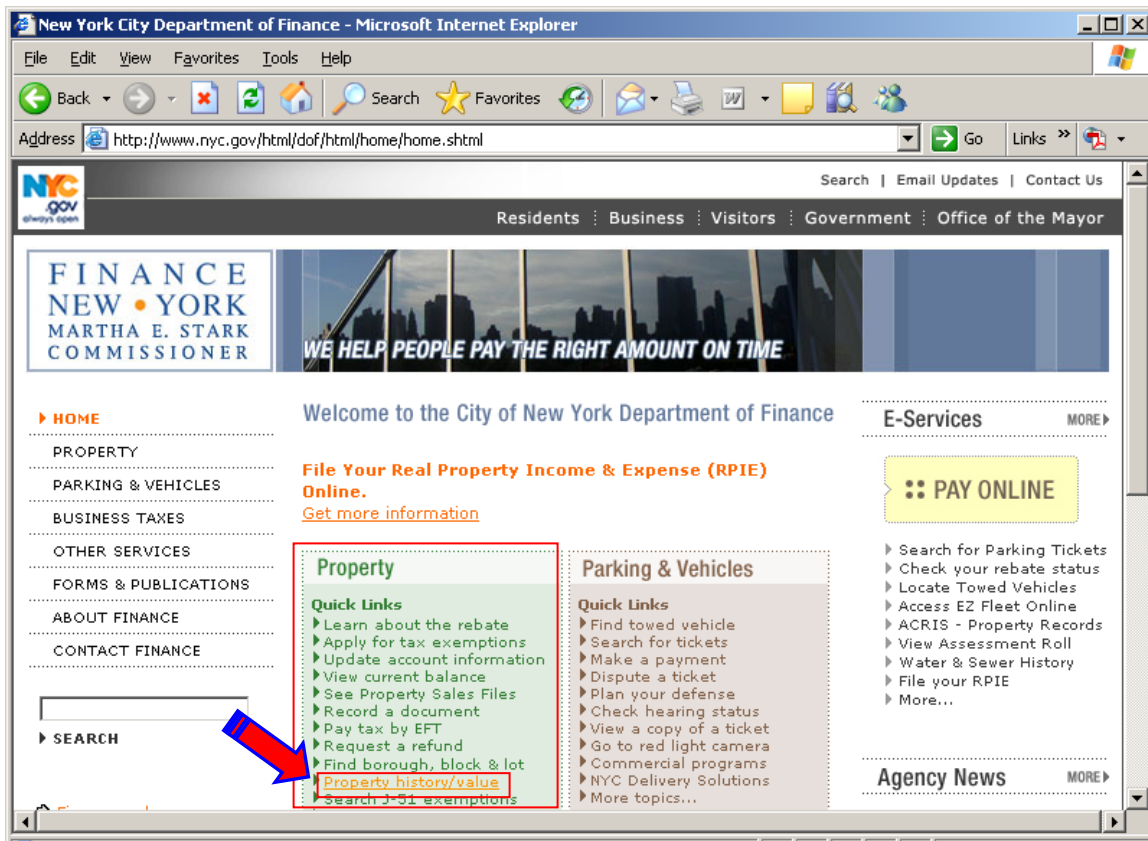 New York City Department of Finance - Microsoft Internet Explorer
File Edit View Favorites Tools Help
Back Search Favorites
Address http://www.nyc.gov/html/dof/html/home/home.shtml Go Links »
NYC
.gov
always open
Search | Email Updates | Contact Us
Residents Business Visitors Government Office of the Mayor
FINANCE
NEW • YORK
MARTHA E. STARK
COMMISSIONER
WE HELP PEOPLE PAY THE RIGHT AMOUNT ON TIME
HOME
PROPERTY
PARKING & VEHICLES
BUSINESS TAXES
OTHER SERVICES
FORMS & PUBLICATIONS
ABOUT FINANCE
CONTACT FINANCE
SEARCH
Welcome to the City of New York Department of Finance
File Your Real Property Income & Expense (RPIE)
Online.
Get more information
Property
Quick Links
Learn about the rebate
Apply for tax exemptions
Update account information
View current balance
See Property Sales Files
Record a document
Pay tax by EFT
Request a refund
Find borough, block & lot
Property history/value
Search J-51 exemptions
Parking & Vehicles
Quick Links
Find towed vehicle
Search for tickets
Make a payment
Dispute a ticket
Plan your defense
Check hearing status
View a copy of a ticket
Go to red light camera
Commercial programs
NYC Delivery Solutions
More topics...
E-Services MORE
PAY ONLINE
Search for Parking Tickets
Check your rebate status
Locate Towed Vehicles
Access EZ Fleet Online
ACRIS - Property Records
View Assessment Roll
Water & Sewer History
File your RPIE
More...
Agency News MORE